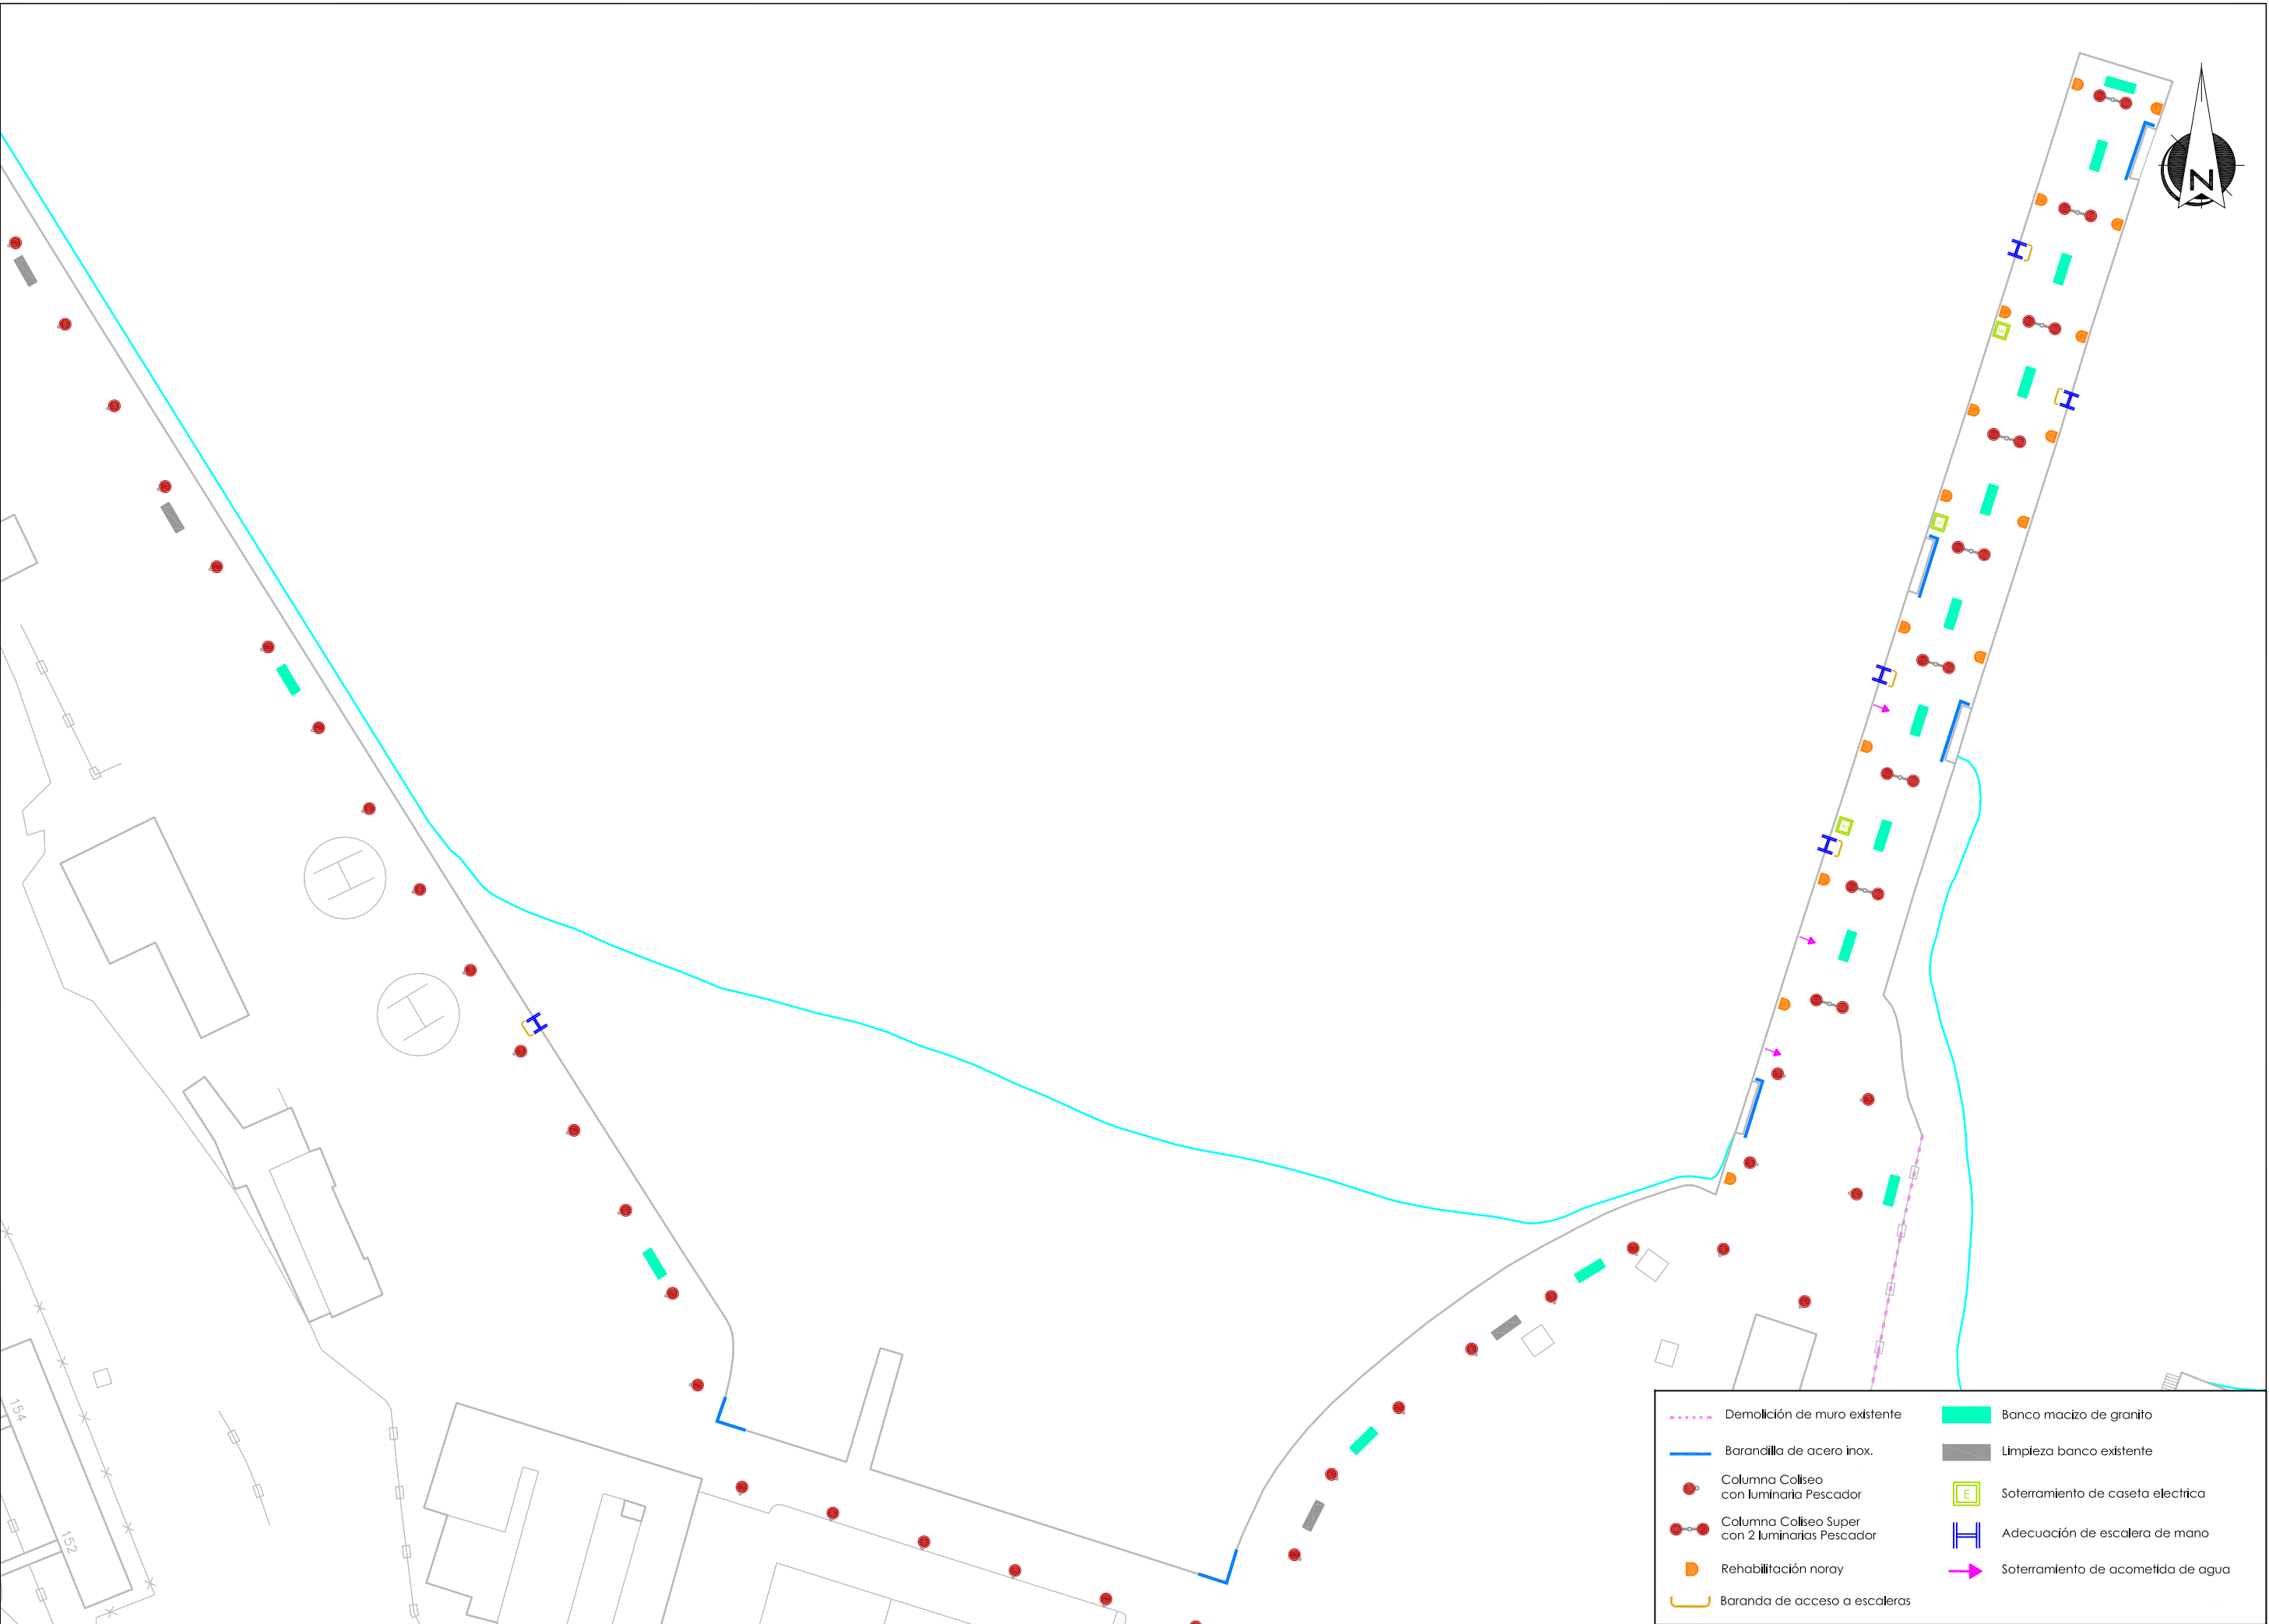 N
154
152
Demolición de muro existente
Banco macizo de granito
Barandilla de acero inox.
Limpieza banco existente
Columna Coliseo
con luminaria Pescador
E
Soterramiento de caseta electrica
Columna Coliseo Super
con 2 luminarias Pescador
Adecuación de escalera de mano
Rehabilitación noray
Soterramiento de acometida de agua
Baranda de acceso a escaleras